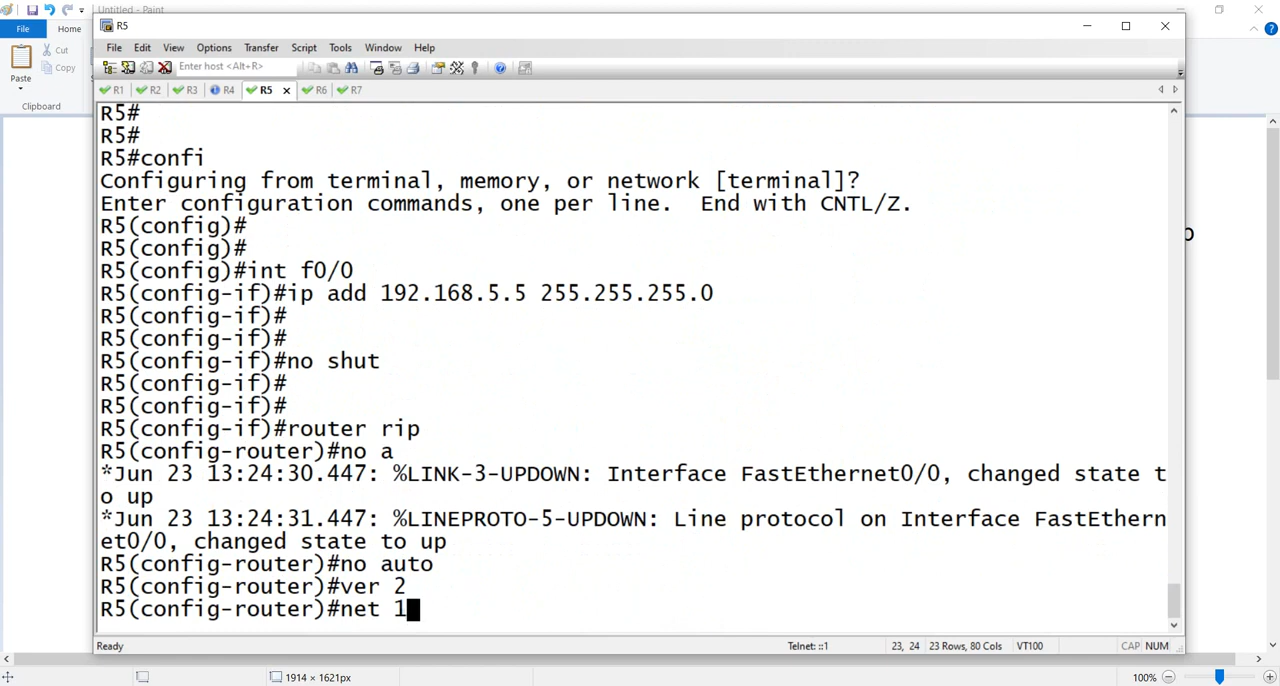 Untitled - Paint
File
Home
Cut
Copy
Paste
Clipboard
R5
File Edit View Options Transfer Script Tools Window Help
Enter host <Alt+R>
R1 R2 R3 R4 R5 R6 R7
R5#
R5#
R5#confi
Configuring from terminal, memory, or network [terminal]?
Enter configuration commands, one per line.  End with CNTL/Z.
R5(config)#
R5(config)#
R5(config)#int f0/0
R5(config-if)#ip add 192.168.5.5 255.255.255.0
R5(config-if)#
R5(config-if)#
R5(config-if)#no shut
R5(config-if)#
R5(config-if)#
R5(config-if)#router rip
R5(config-router)#no a
*Jun 23 13:24:30.447: %LINK-3-UPDOWN: Interface FastEthernet0/0, changed state t
o up
*Jun 23 13:24:31.447: %LINEPROTO-5-UPDOWN: Line protocol on Interface FastEthern
et0/0, changed state to up
R5(config-router)#no auto
R5(config-router)#ver 2
R5(config-router)#net 1
Ready Telnet: ::1 23, 24 23 Rows, 80 Cols VT100 CAP NUM
1914 × 1621px 100%